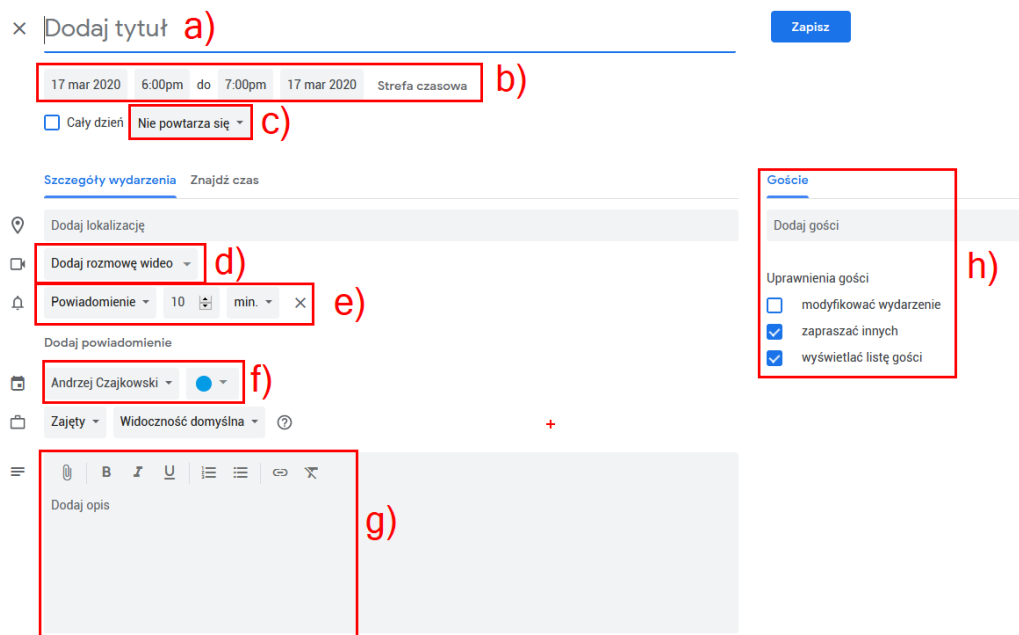 Dodaj tytuł a)
Zapisz
17 mar 2020 6:00pm do 7:00pm 17 mar 2020 Strefa czasowa b)
Cały dzień Nie powtarza się c)
Szczegóły wydarzenia Znajdź czas
Goście
Dodaj lokalizację
Dodaj gości
Dodaj rozmowę wideo d)
h)
Uprawnienia gości
Powiadomienie 10 min. e)
modyfikować wydarzenie
zapraszać innych
Dodaj powiadomienie
wyświetlać listę gości
Andrzej Czajkowski f)
Zajęty Widoczność domyślna ?
B I U
Dodaj opis
g)